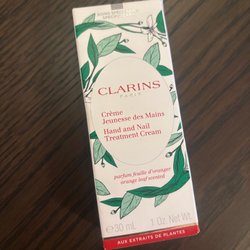 CLARINS
PARIS
Crème
Jeunesse des Mains
Hand and Nail
Treatment Cream
parfum feuille d'oranger
orange leaf scented
℮ 30 mL 1 Oz. Net Wt.
AUX EXTRAITS DE PLANTES